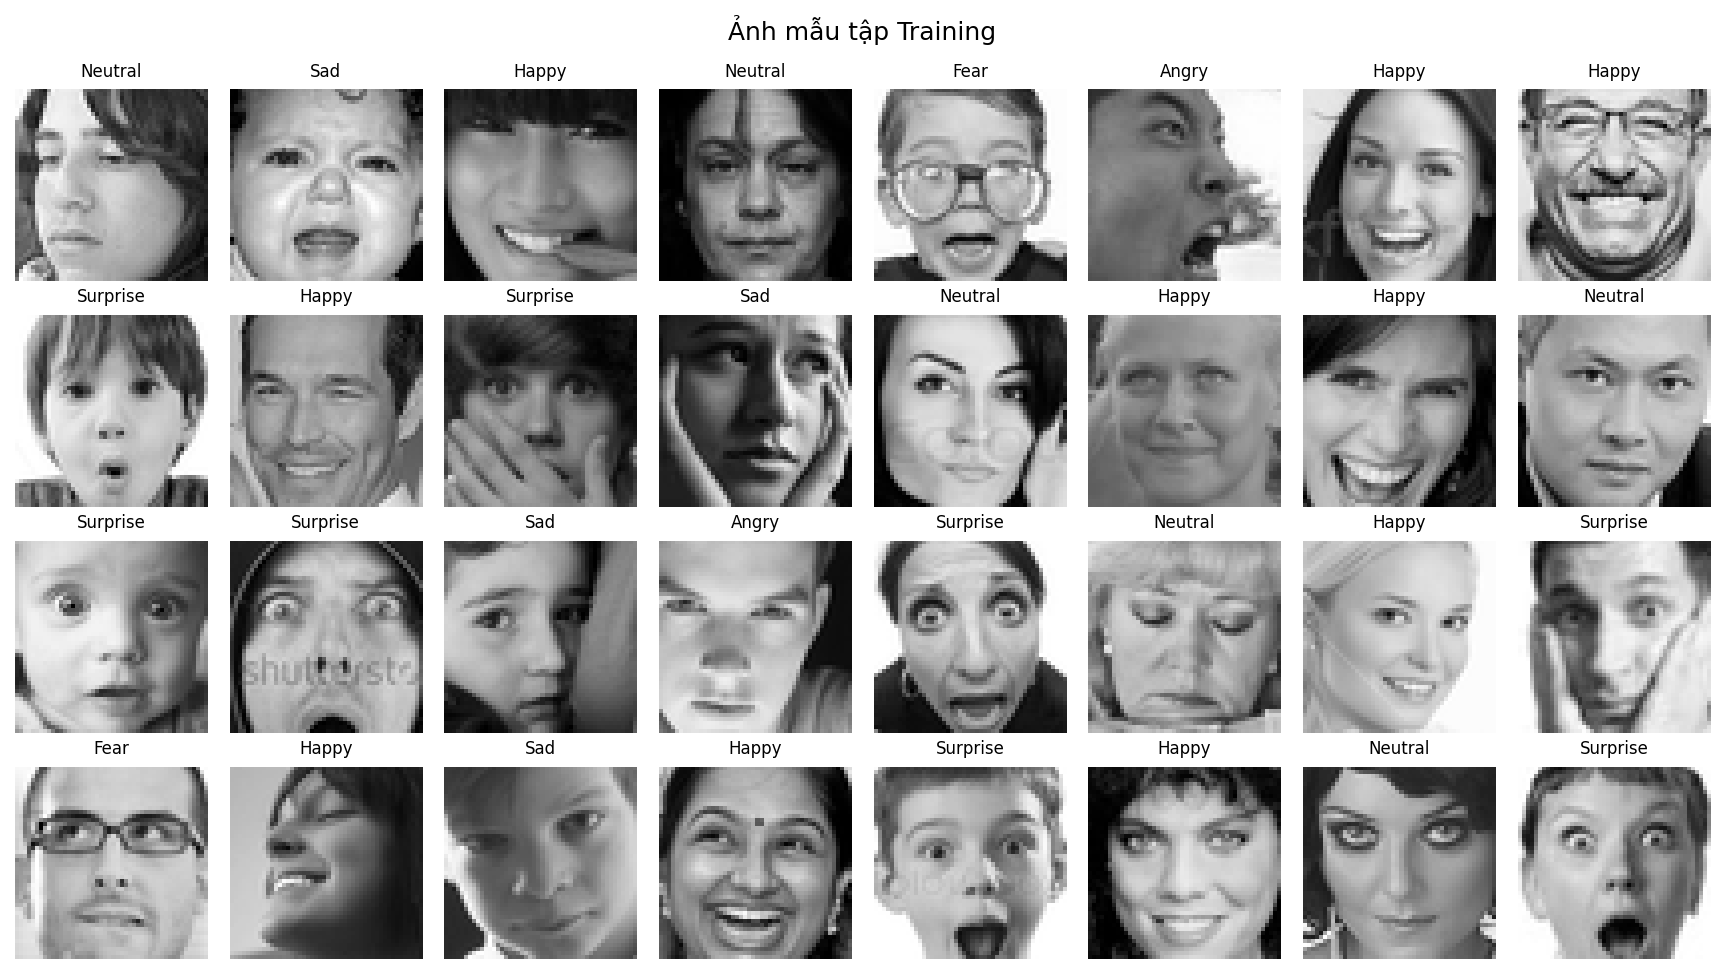 Ảnh mẫu tập Training
Neutral Sad Happy Neutral Fear Angry Happy Happy
Surprise Happy Surprise Sad Neutral Happy Happy Neutral
Surprise Surprise Sad Angry Surprise Neutral Happy Surprise
shuttersto
Fear Happy Sad Happy Surprise Happy Neutral Surprise